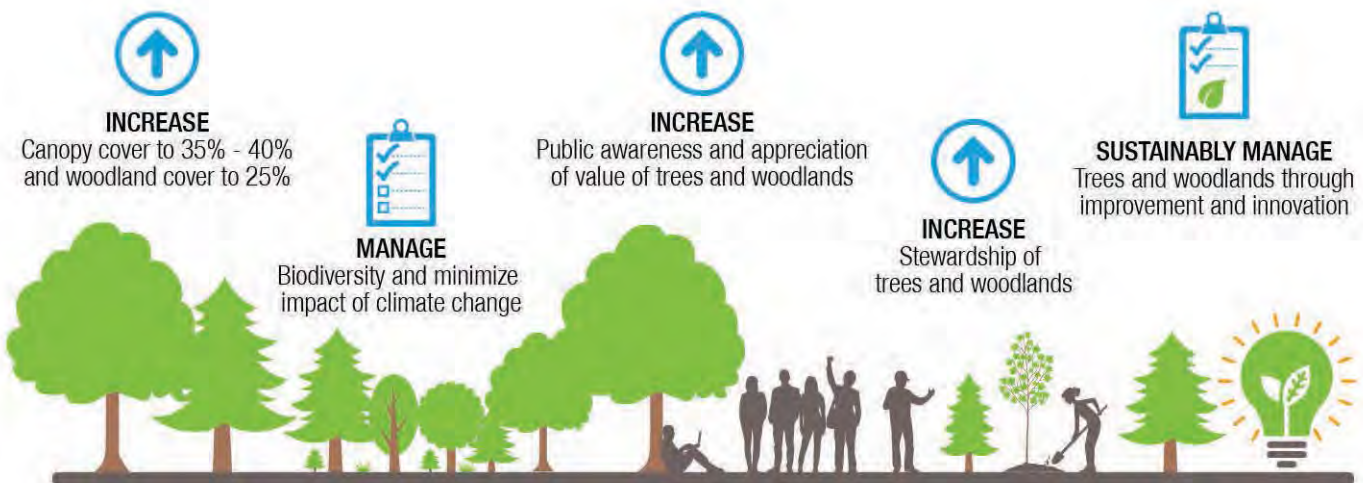 INCREASE
Canopy cover to 35% - 40%
and woodland cover to 25%
MANAGE
Biodiversity and minimize
impact of climate change
INCREASE
Public awareness and appreciation
of value of trees and woodlands
INCREASE
Stewardship of
trees and woodlands
SUSTAINABLY MANAGE
Trees and woodlands through
improvement and innovation